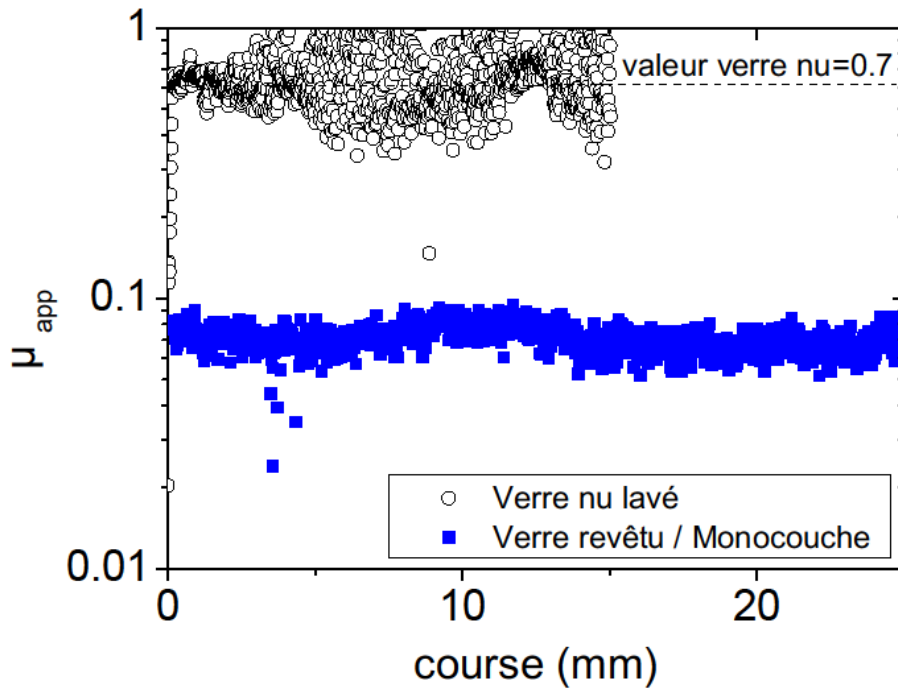 1
valeur verre nu=0.7
0.1
μ app
Verre nu lavé
Verre revêtu / Monocouche
0.01
0 10 20
course (mm)